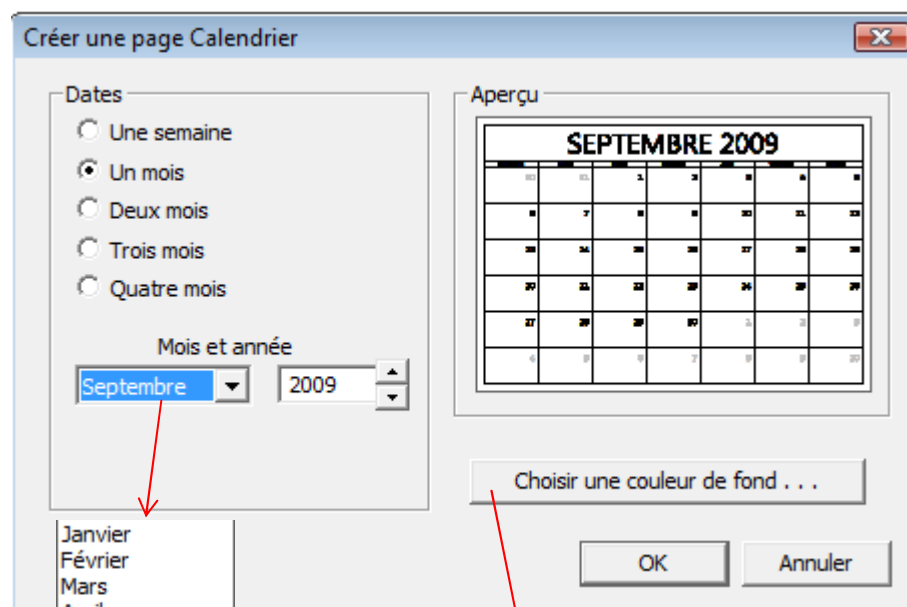 Créer une page Calendrier
Dates
Une semaine
Un mois
Deux mois
Trois mois
Quatre mois
Mois et année
Septembre 2009
Janvier
Février
Mars
Aperçu
SEPTEMBRE 2009
Choisir une couleur de fond . . .
OK Annuler